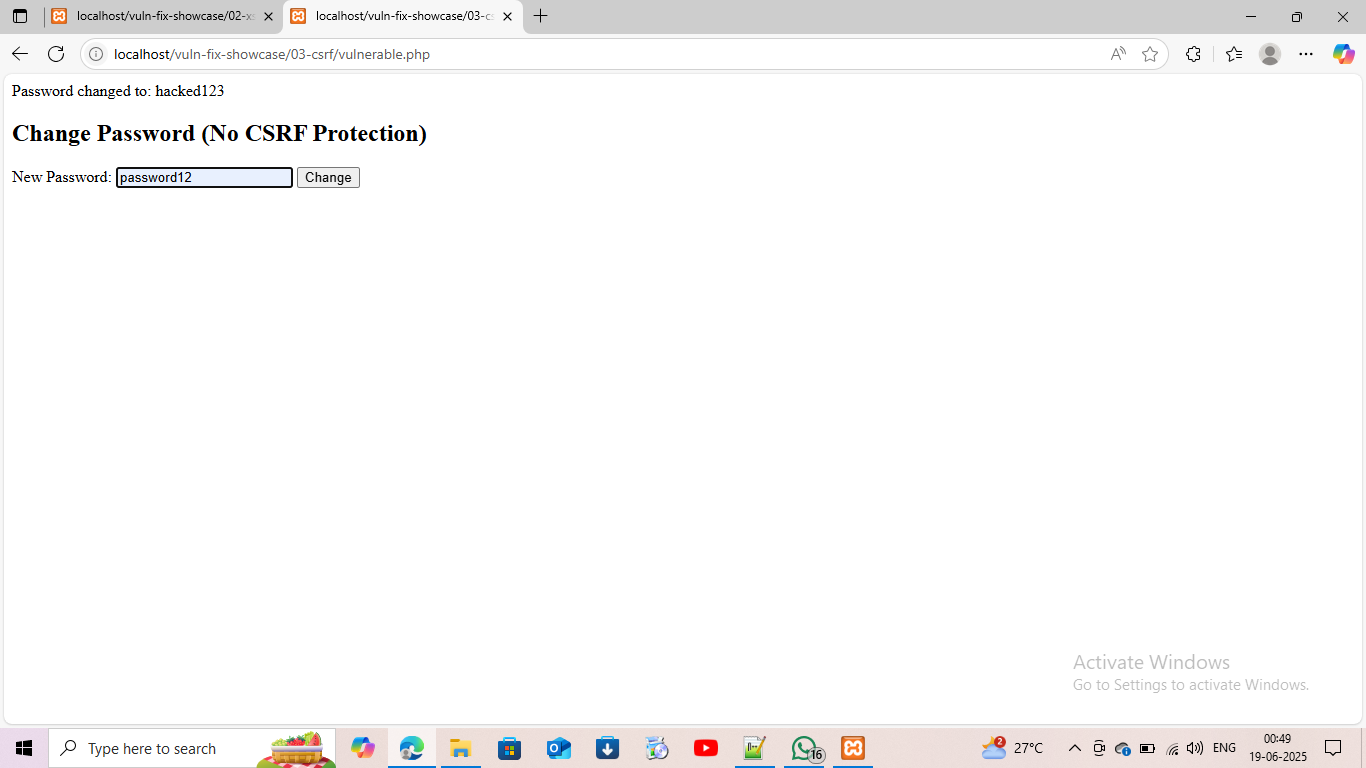 localhost/vuln-fix-showcase/02-x
localhost/vuln-fix-showcase/03-c
localhost/vuln-fix-showcase/03-csrf/vulnerable.php
Password changed to: hacked123
Change Password (No CSRF Protection)
New Password: password12 Change
Activate Windows
Go to Settings to activate Windows.
Type here to search
16
2
27°C
ENG
00:49
19-06-2025